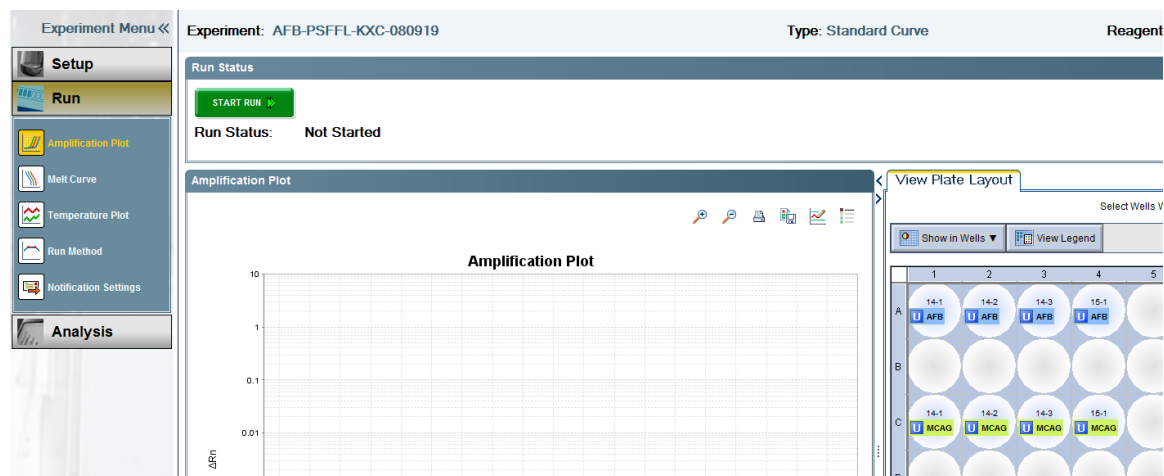 Experiment Menu «
Experiment: AFB-PSFFL-KXC-080919
Type: Standard Curve
Reagent
Setup
Run
Amplification Plot
Melt Curve
Temperature Plot
Run Method
Notification Settings
Analysis
Run Status
START RUN
Run Status: Not Started
Amplification Plot
Amplification Plot
10
1
0.1
0.01
ΔRn
View Plate Layout
Select Wells W
Show in Wells ▼
View Legend
1 2 3 4 5
A
14-1 14-2 14-3 15-1
U AFB U AFB U AFB U AFB
B
C
14-1 14-2 14-3 15-1
U MCAG U MCAG U MCAG U MCAG